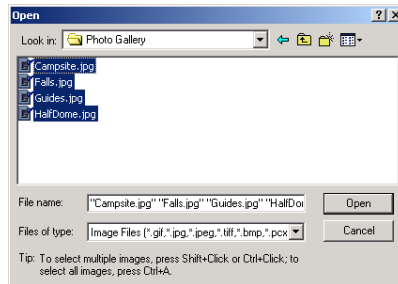 Open
Look in: Photo Gallery
Campsite.jpg
Falls.jpg
Guides.jpg
HalfDome.jpg
File name: "Campsite.jpg" "Falls.jpg" "Guides.jpg" "HalfDo Open
Files of type: Image Files (*.gif,*.jpg,*.jpeg,*.tiff,*.bmp,*.pcx Cancel
Tip: To select multiple images, press Shift+Click or Ctrl+Click; to
select all images, press Ctrl+A.